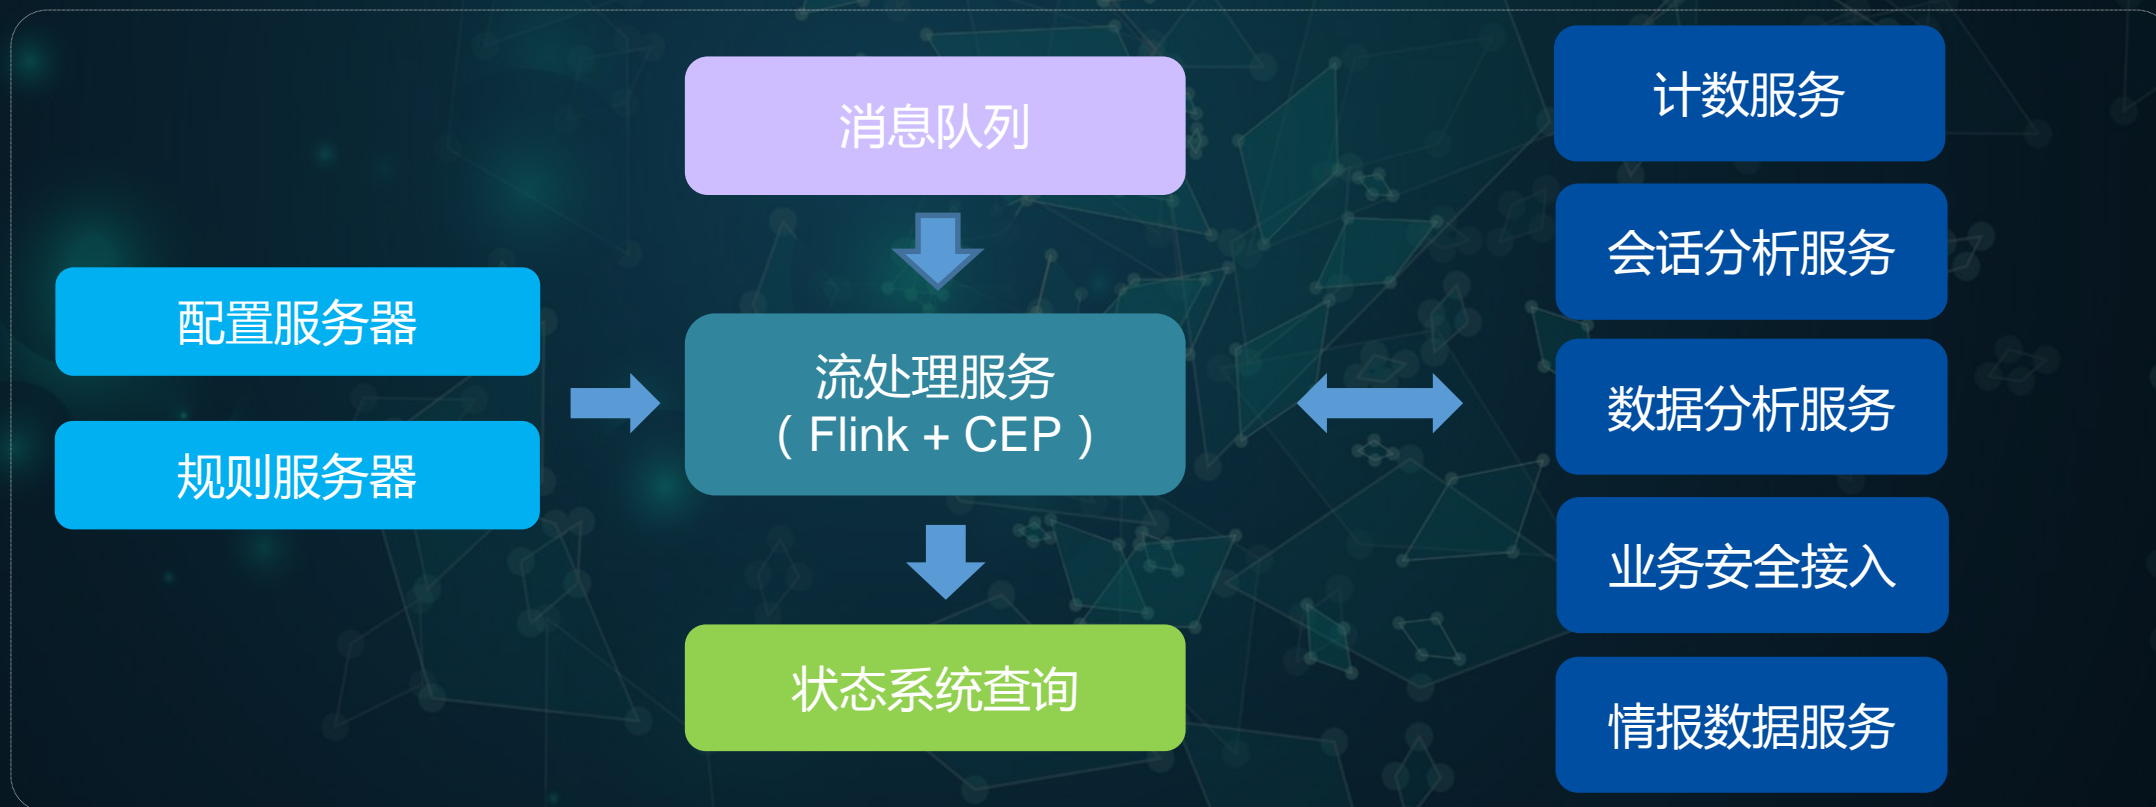 消息队列
配置服务器
规则服务器
流处理服务
（ Flink + CEP ）
状态系统查询
计数服务
会话分析服务
数据分析服务
业务安全接入
情报数据服务